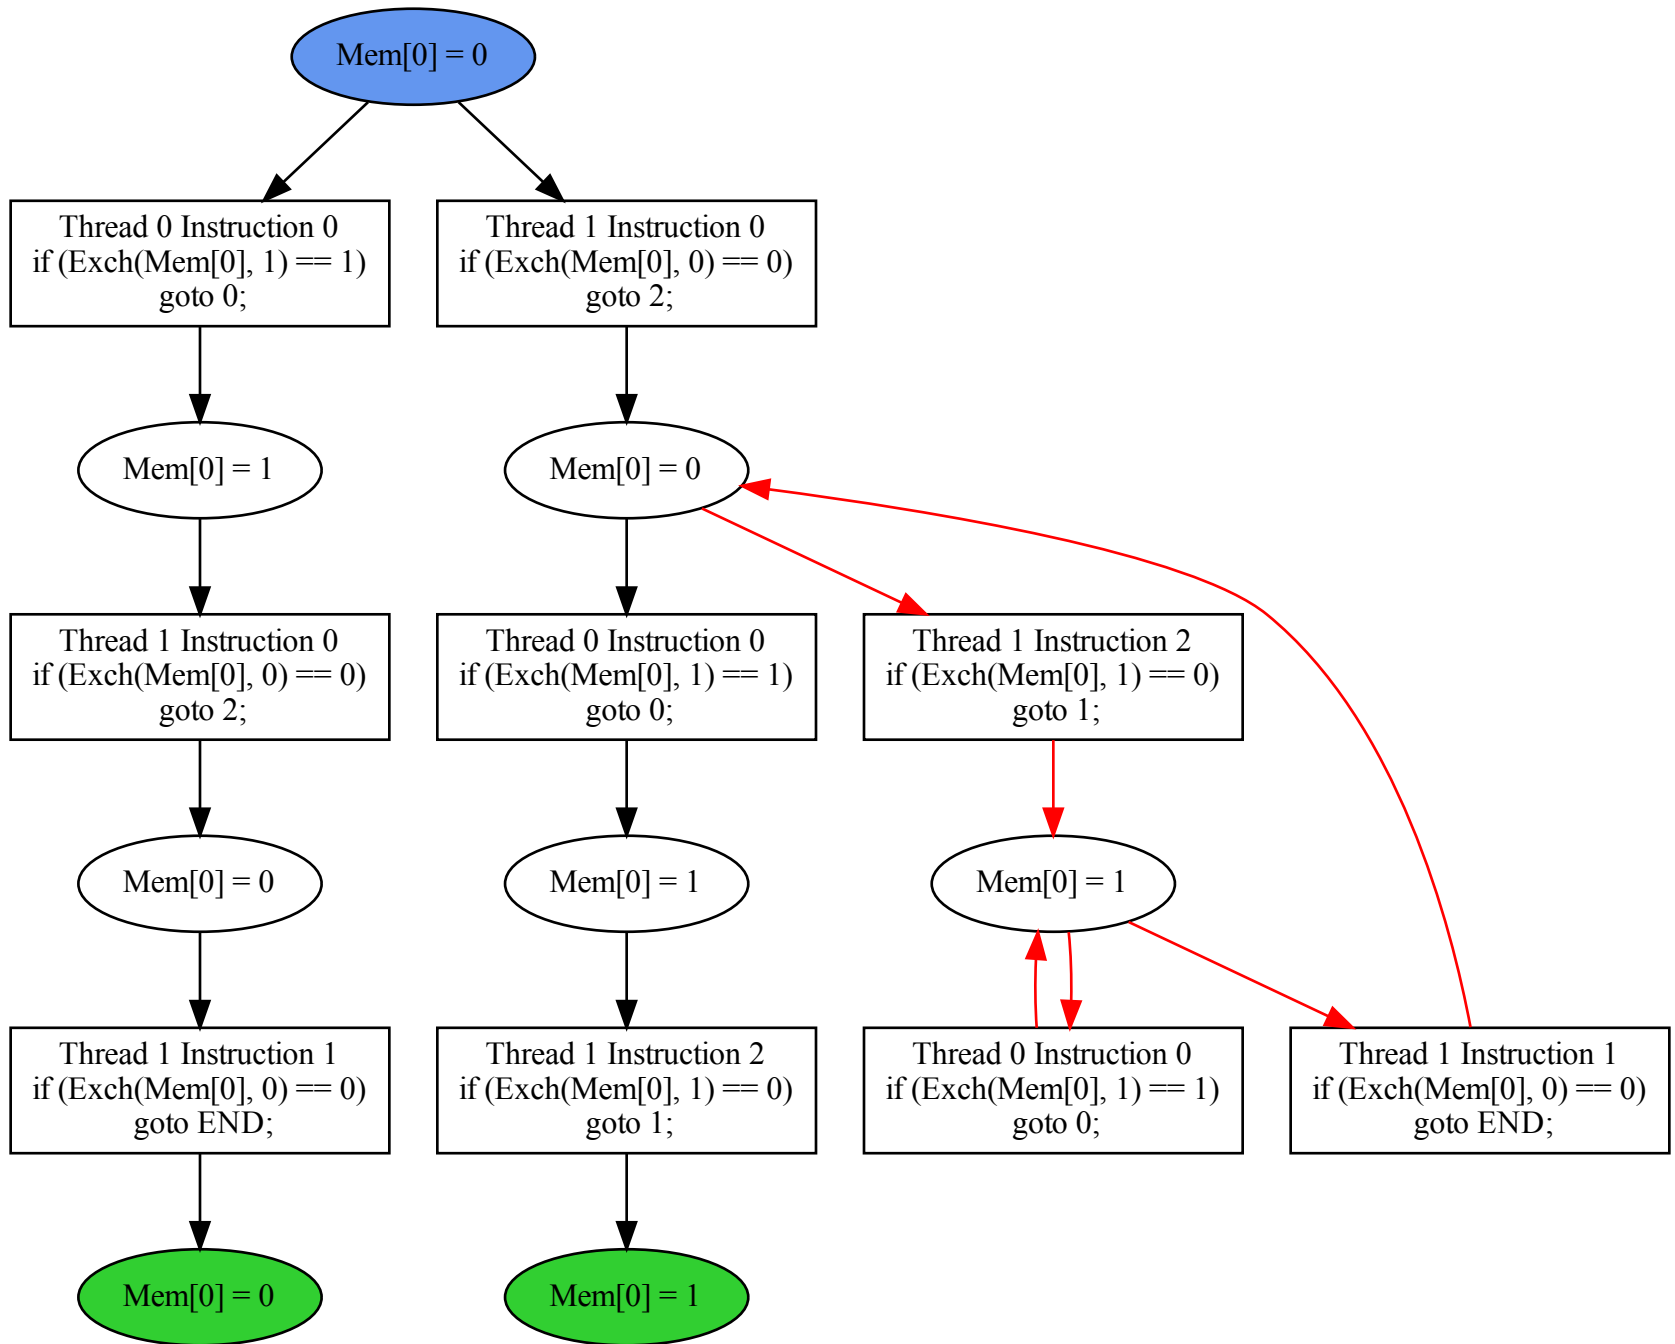 Mem[0] = 0
Thread 0 Instruction 0
if (Exch(Mem[0], 1) == 1)
goto 0;
Thread 1 Instruction 0
if (Exch(Mem[0], 0) == 0)
goto 2;
Mem[0] = 1
Mem[0] = 0
Thread 1 Instruction 0
if (Exch(Mem[0], 0) == 0)
goto 2;
Thread 0 Instruction 0
if (Exch(Mem[0], 1) == 1)
goto 0;
Thread 1 Instruction 2
if (Exch(Mem[0], 1) == 0)
goto 1;
Mem[0] = 0
Mem[0] = 1
Mem[0] = 1
Thread 1 Instruction 1
if (Exch(Mem[0], 0) == 0)
goto END;
Thread 1 Instruction 2
if (Exch(Mem[0], 1) == 0)
goto 1;
Thread 0 Instruction 0
if (Exch(Mem[0], 1) == 1)
goto 0;
Thread 1 Instruction 1
if (Exch(Mem[0], 0) == 0)
goto END;
Mem[0] = 0
Mem[0] = 1